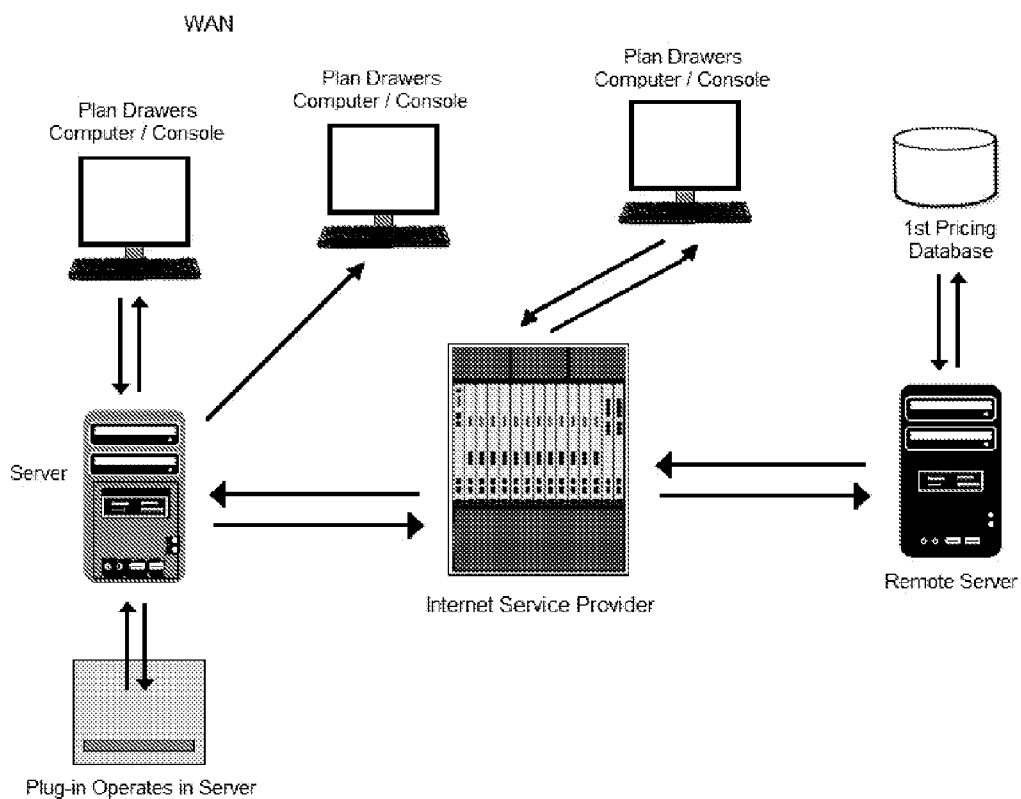 WAN
Plan Drawers
Computer / Console
Plan Drawers
Computer / Console
Plan Drawers
Computer / Console
1st Pricing
Database
Server
Internet Service Provider
Remote Server
Plug-in Operates in Server